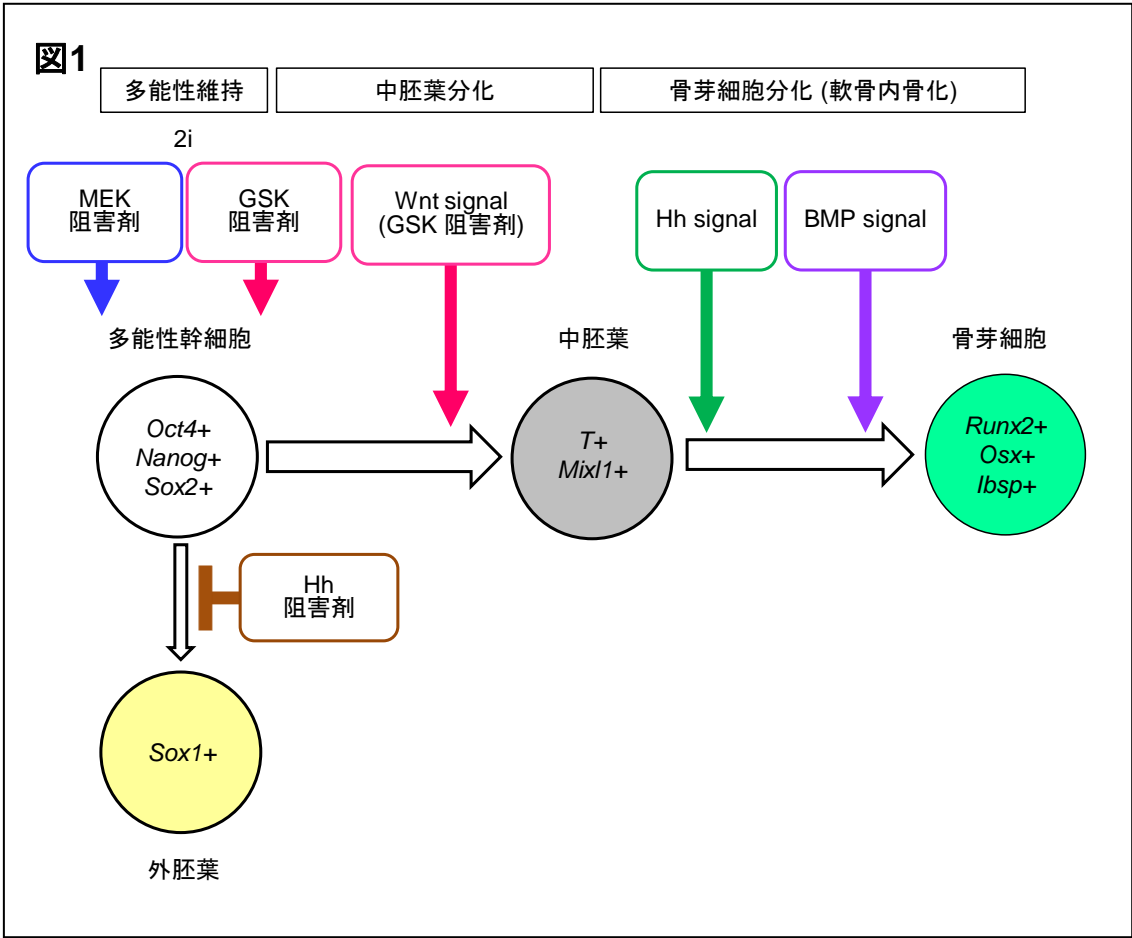 図1
多能性維持
中胚葉分化
骨芽細胞分化 (軟骨内骨化)
2i
MEK
阻害剤
GSK
阻害剤
Wnt signal
(GSK 阻害剤)
Hh signal
BMP signal
多能性幹細胞
中胚葉
骨芽細胞
Oct4+
Nanog+
Sox2+
T+
Mixl1+
Runx2+
Osx+
Ibsp+
Hh
阻害剤
Sox1+
外胚葉